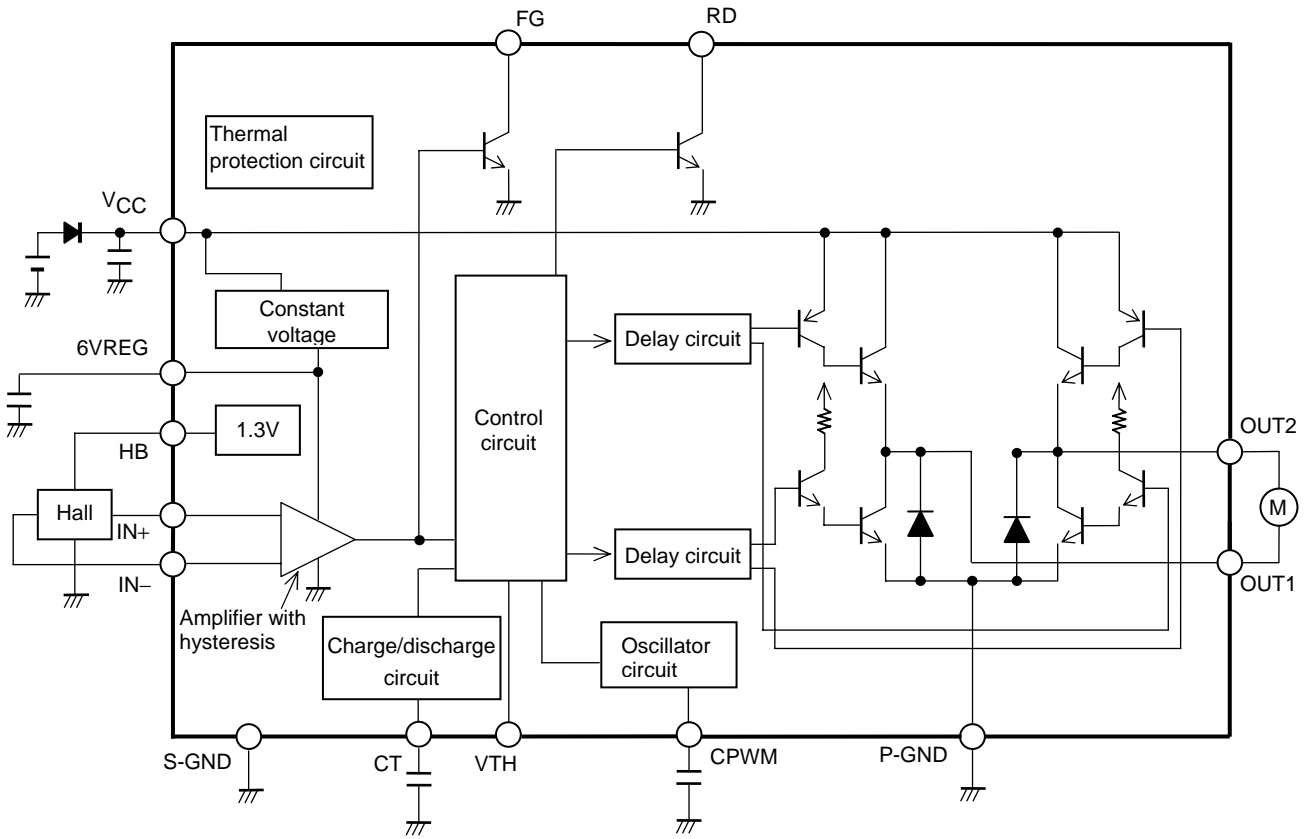 FG
RD
Thermal
protection circuit
VCC
Constant
voltage
6VREG
Delay circuit
1.3V
HB
Control
circuit
OUT2
Hall
IN+
M
IN−
Delay circuit
OUT1
Amplifier with
hysteresis
Charge/discharge
circuit
Oscillator
circuit
S-GND
CT
VTH
CPWM
P-GND